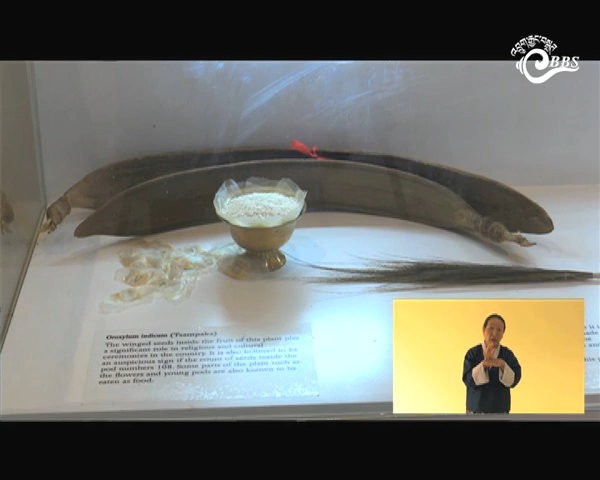 འབྲུག་རྒྱང་བསྒྲགས
BBS
Oroxylum indicum (Tsampaka)
The winged seeds inside the fruit of this plant play
a significant role in religious and cultural
ceremonies in the country. It is also believed to be
an auspicious sign if the count of seeds inside the
pod numbers 108. Some parts of the plant such as
the flowers and young pods are also known to be
eaten as food.